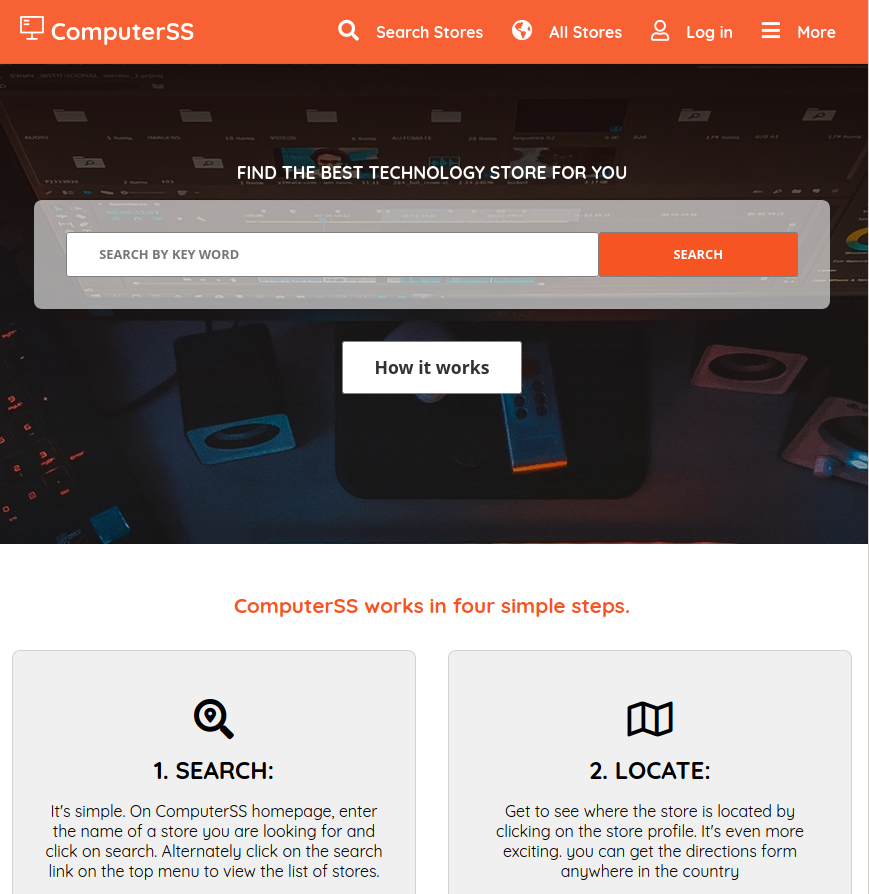 ComputerSS
Search Stores
All Stores
Log in
More
FIND THE BEST TECHNOLOGY STORE FOR YOU
SEARCH BY KEY WORD
SEARCH
How it works
ComputerSS works in four simple steps.
1. SEARCH:
It's simple. On ComputerSS homepage, enter
the name of a store you are looking for and
click on search. Alternately click on the search
link on the top menu to view the list of stores.
2. LOCATE:
Get to see where the store is located by
clicking on the store profile. It's even more
exciting. you can get the directions form
anywhere in the country